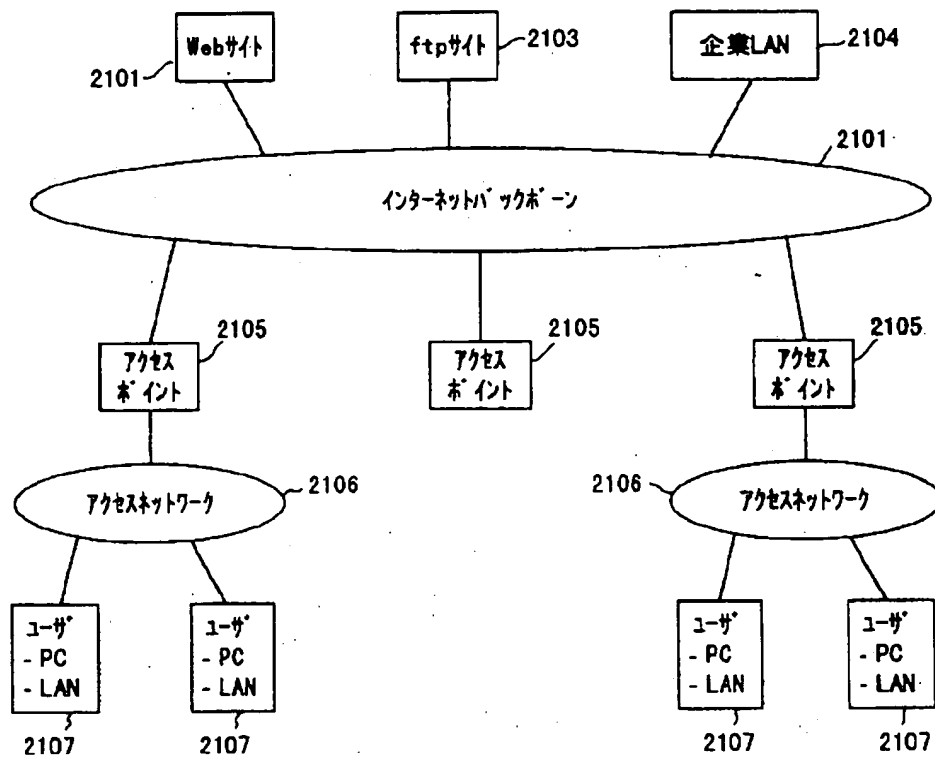 Webサイト
2101
ftpサイト
2103
企業LAN
2104
2101
インターネットバックボーン
アクセス
ポイント
2105
アクセス
ポイント
2105
アクセス
ポイント
2105
アクセスネットワーク
2106
2106
アクセスネットワーク
ユーザ
- PC
- LAN
ユーザ
- PC
- LAN
ユーザ
- PC
- LAN
ユーザ
- PC
- LAN
2107
2107
2107
2107